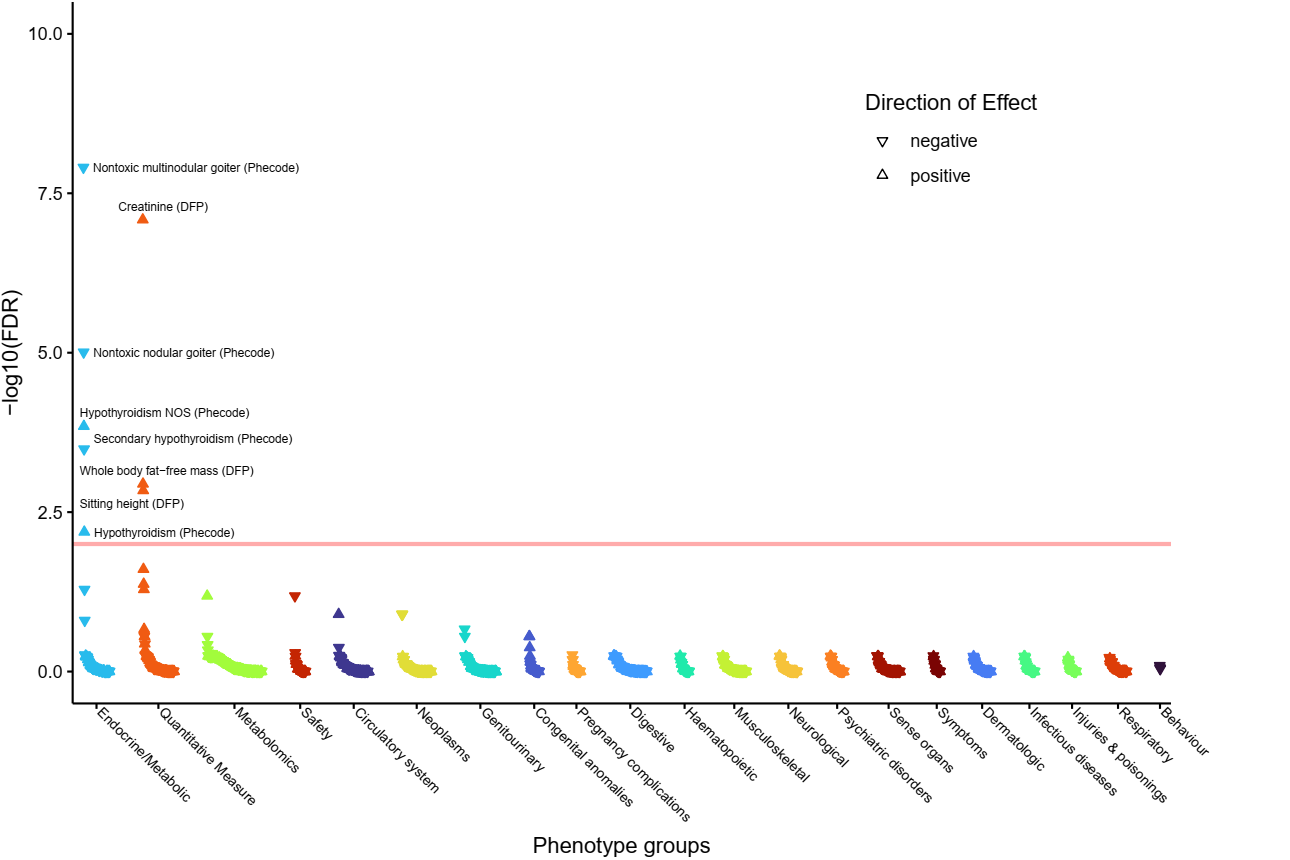 10.0
7.5
5.0
2.5
0.0
−log10(FDR)
Direction of Effect
negative
positive
Nontoxic multinodular goiter (Phecode)
Creatinine (DFP)
Nontoxic nodular goiter (Phecode)
Hypothyroidism NOS (Phecode)
Secondary hypothyroidism (Phecode)
Whole body fat−free mass (DFP)
Sitting height (DFP)
Hypothyroidism (Phecode)
Endocrine/Metabolic
Quantitative Measure
Metabolomics
Safety
Circulatory system
Neoplasms
Genitourinary
Congenital anomalies
Pregnancy complications
Digestive
Haematopoietic
Musculoskeletal
Neurological
Psychiatric disorders
Sense organs
Symptoms
Dermatologic
Infectious diseases
Injuries & poisonings
Respiratory
Behaviour
Phenotype groups